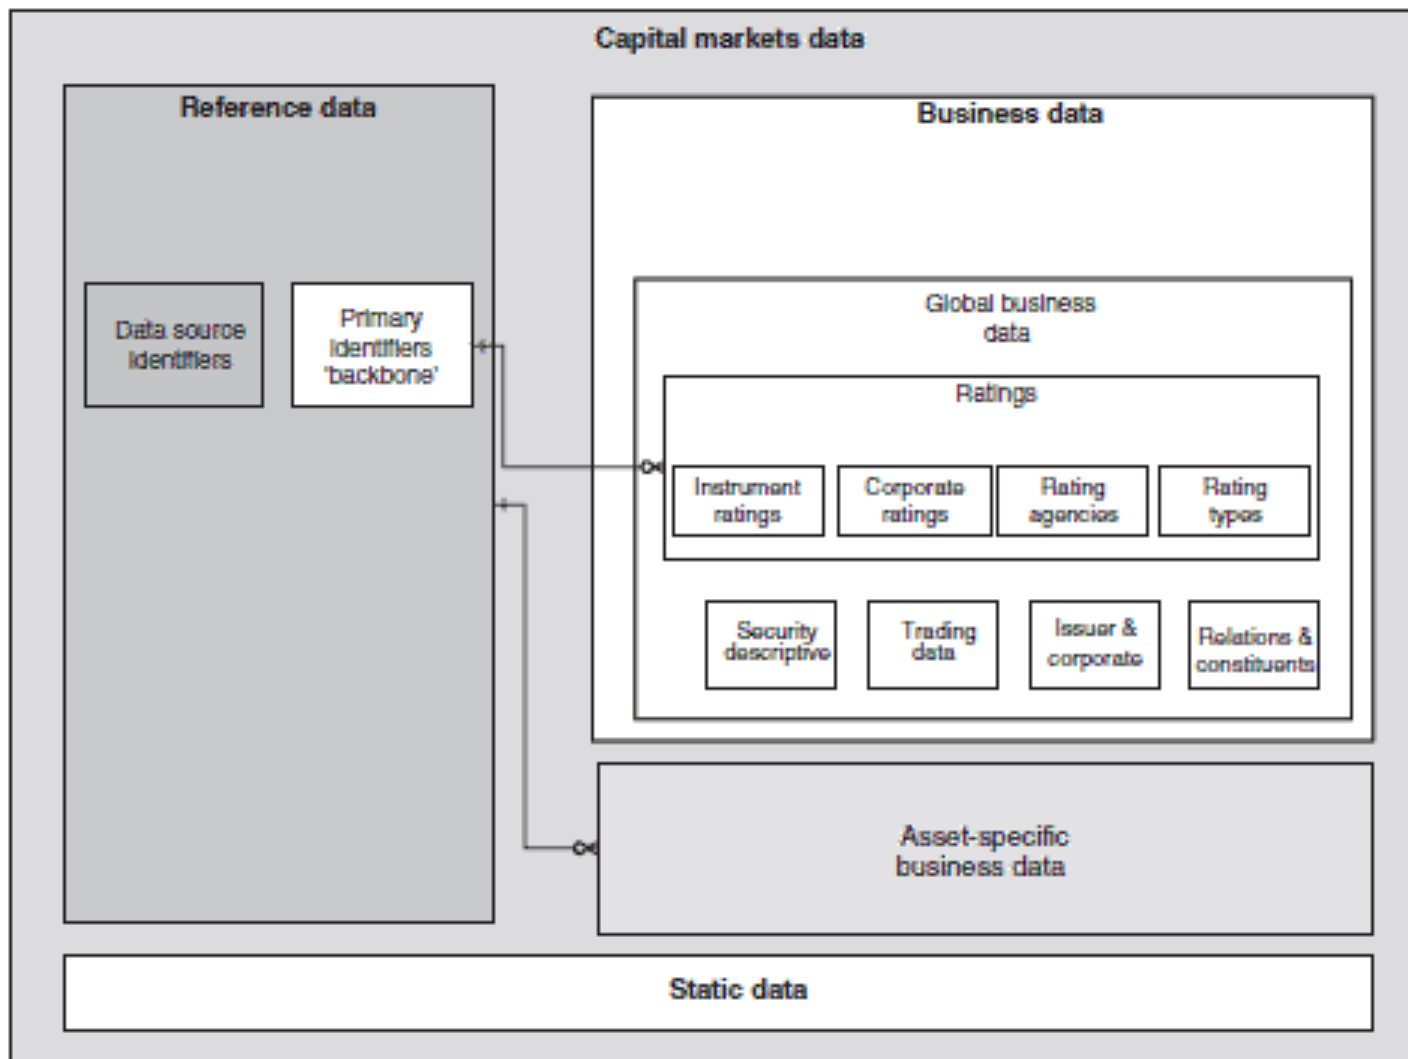 Capital markets data
Reference data
Data source
identifiers
Primary
identifiers
'backbone'
Business data
Global business
data
Ratings
Instrument
ratings
Corporate
ratings
Rating
agencies
Rating
types
Security
descriptive
Trading
data
Issuer &
corporate
Relations &
constituents
Asset-specific
business data
Static data